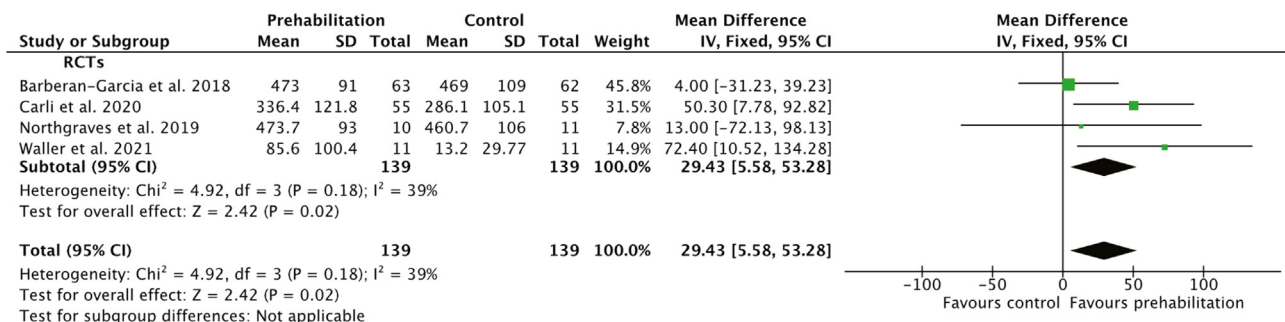 Prehabilitation Control Mean Difference Mean Difference
Study or Subgroup Mean SD Total Mean SD Total Weight IV, Fixed, 95% CI IV, Fixed, 95% CI
RCTs
Barberan-Garcia et al. 2018 473 91 63 469 109 62 45.8% 4.00 [-31.23, 39.23]
Carli et al. 2020 336.4 121.8 55 286.1 105.1 55 31.5% 50.30 [7.78, 92.82]
Northgraves et al. 2019 473.7 93 10 460.7 106 11 7.8% 13.00 [-72.13, 98.13]
Waller et al. 2021 85.6 100.4 11 13.2 29.77 11 14.9% 72.40 [10.52, 134.28]
Subtotal (95% CI) 139 139 100.0% 29.43 [5.58, 53.28]
Heterogeneity: Chi² = 4.92, df = 3 (P = 0.18); I² = 39%
Test for overall effect: Z = 2.42 (P = 0.02)
Total (95% CI) 139 139 100.0% 29.43 [5.58, 53.28]
Heterogeneity: Chi² = 4.92, df = 3 (P = 0.18); I² = 39%
Test for overall effect: Z = 2.42 (P = 0.02)
Test for subgroup differences: Not applicable
-100 -50 0 50 100
Favours control Favours prehabilitation